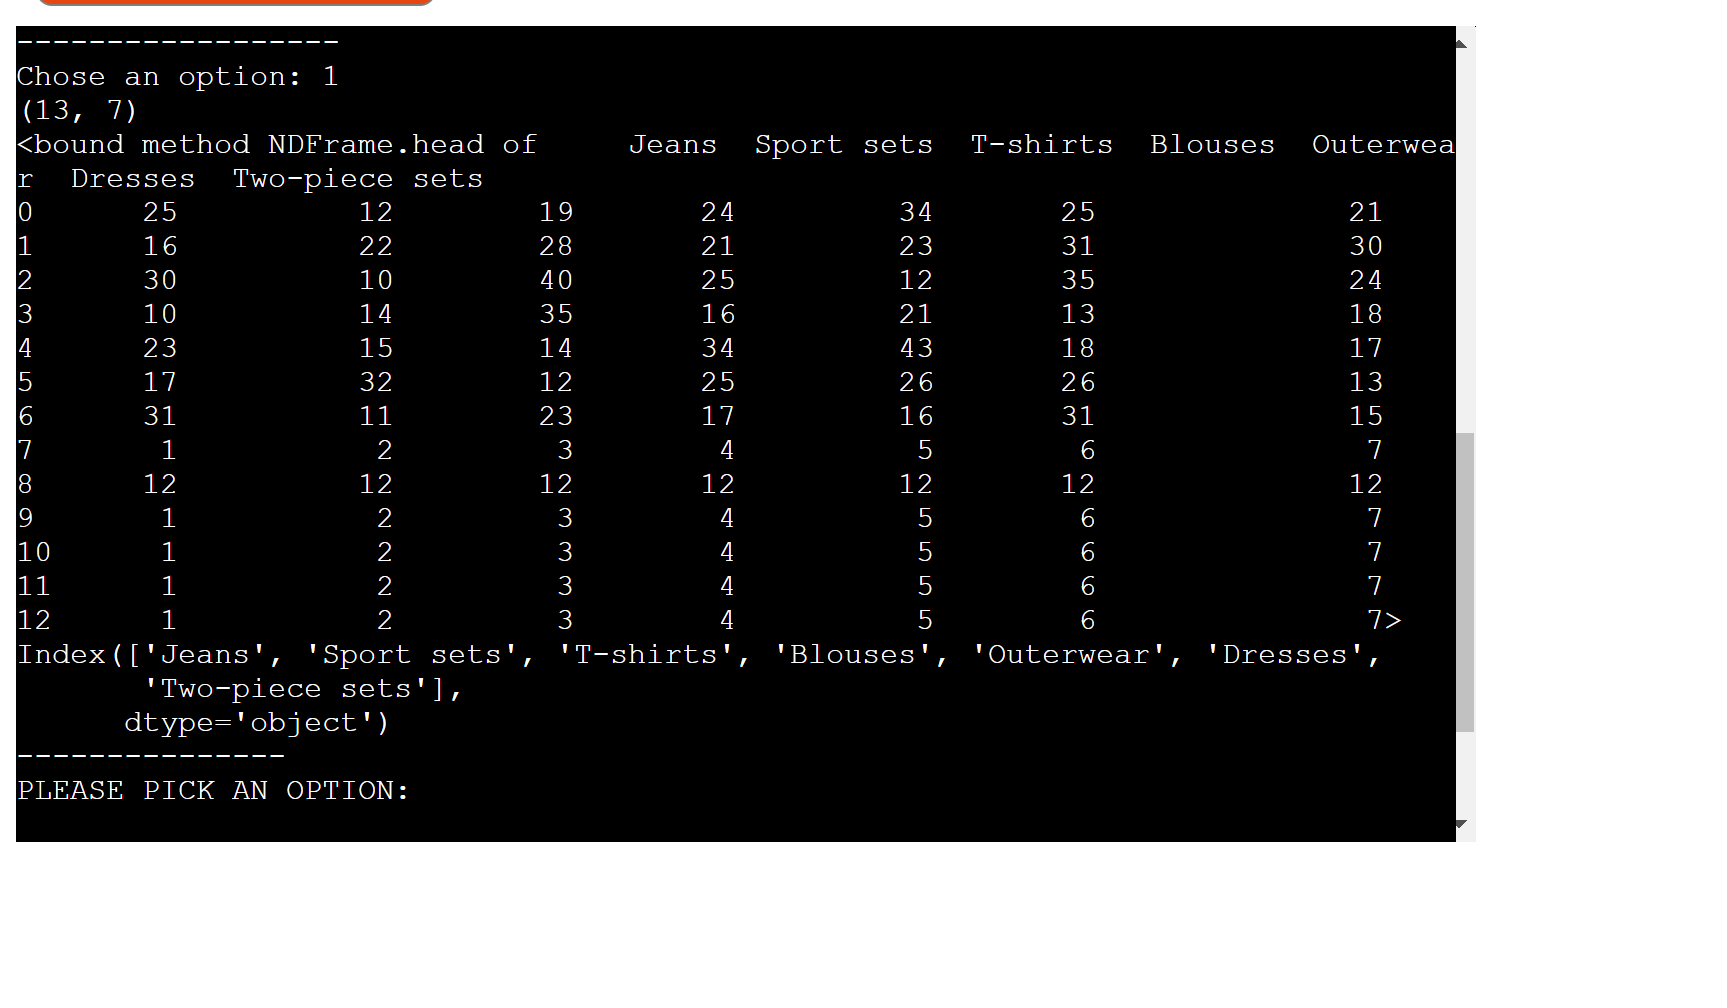 ------------------
Chose an option: 1
(13, 7)
<bound method NDFrame.head of     Jeans  Sport sets  T-shirts  Blouses  Outerwea
r  Dresses  Two-piece sets
0      25          12        19       24         34       25              21
1      16          22        28       21         23       31              30
2      30          10        40       25         12       35              24
3      10          14        35       16         21       13              18
4      23          15        14       34         43       18              17
5      17          32        12       25         26       26              13
6      31          11        23       17         16       31              15
7       1           2         3        4          5        6               7
8      12          12        12       12         12       12              12
9       1           2         3        4          5        6               7
10      1           2         3        4          5        6               7
11      1           2         3        4          5        6               7
12      1           2         3        4          5        6               7>
Index(['Jeans', 'Sport sets', 'T-shirts', 'Blouses', 'Outerwear', 'Dresses',
       'Two-piece sets'],
      dtype='object')
---------------
PLEASE PICK AN OPTION: